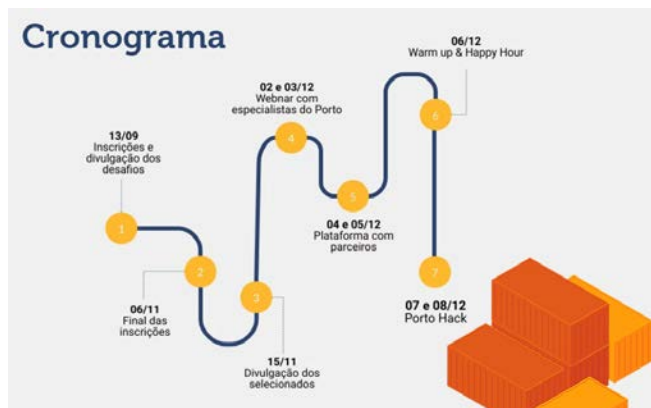 Cronograma
13/09
Inscrições e
divulgação dos
desafios
1
06/11
Final das
inscrições
2
15/11
Divulgação dos
selecionados
3
02 e 03/12
Webnar com
especialistas do Porto
4
04 e 05/12
Plataforma com
parceiros
5
06/12
Warm up & Happy Hour
6
07 e 08/12
Porto Hack
7